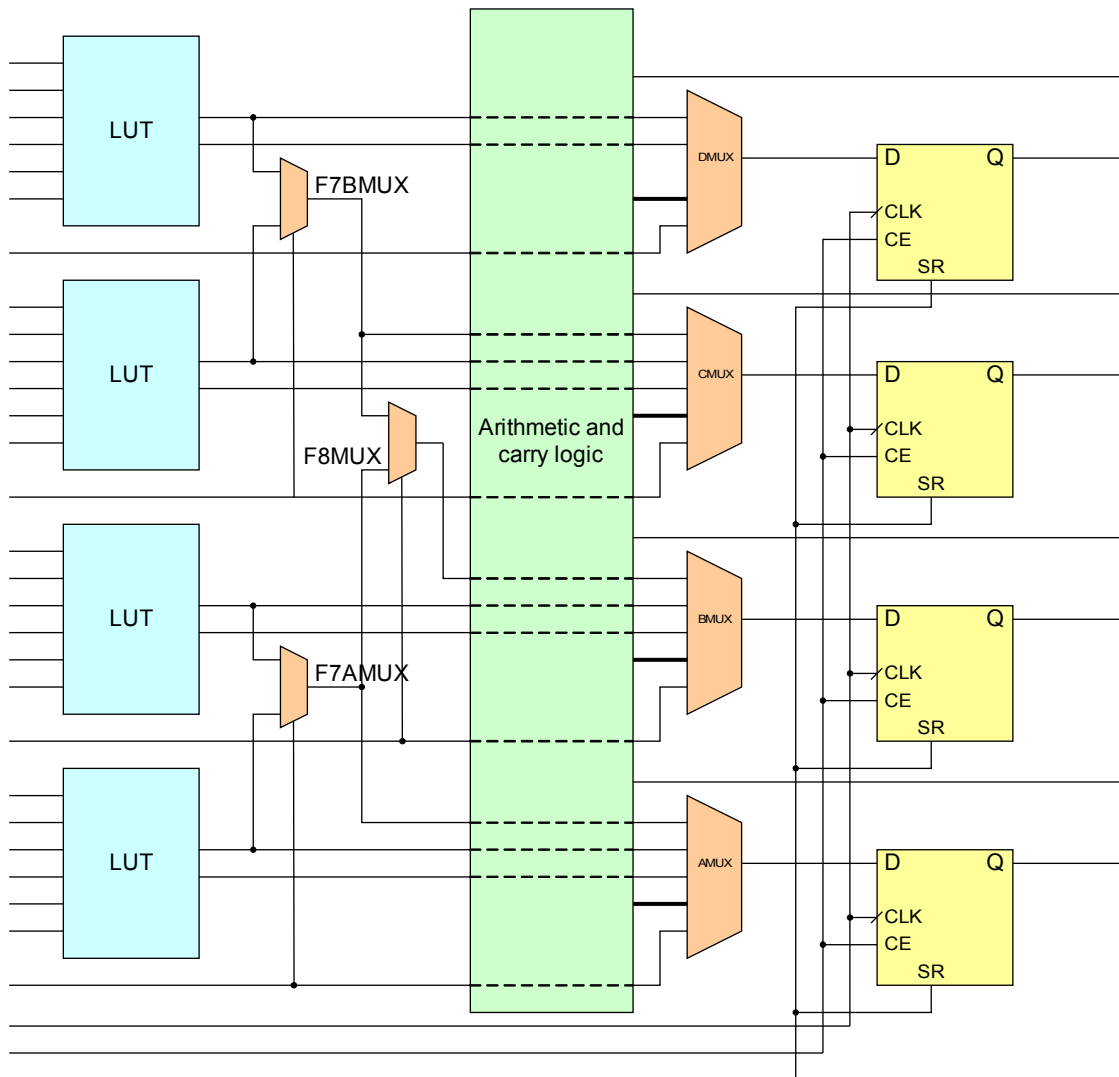 LUT
F7BMUX
DMUX
D Q
CLK
CE
SR
LUT
F8MUX
Arithmetic and
carry logic
CMUX
D Q
CLK
CE
SR
LUT
F7AMUX
BMUX
D Q
CLK
CE
SR
LUT
AMUX
D Q
CLK
CE
SR